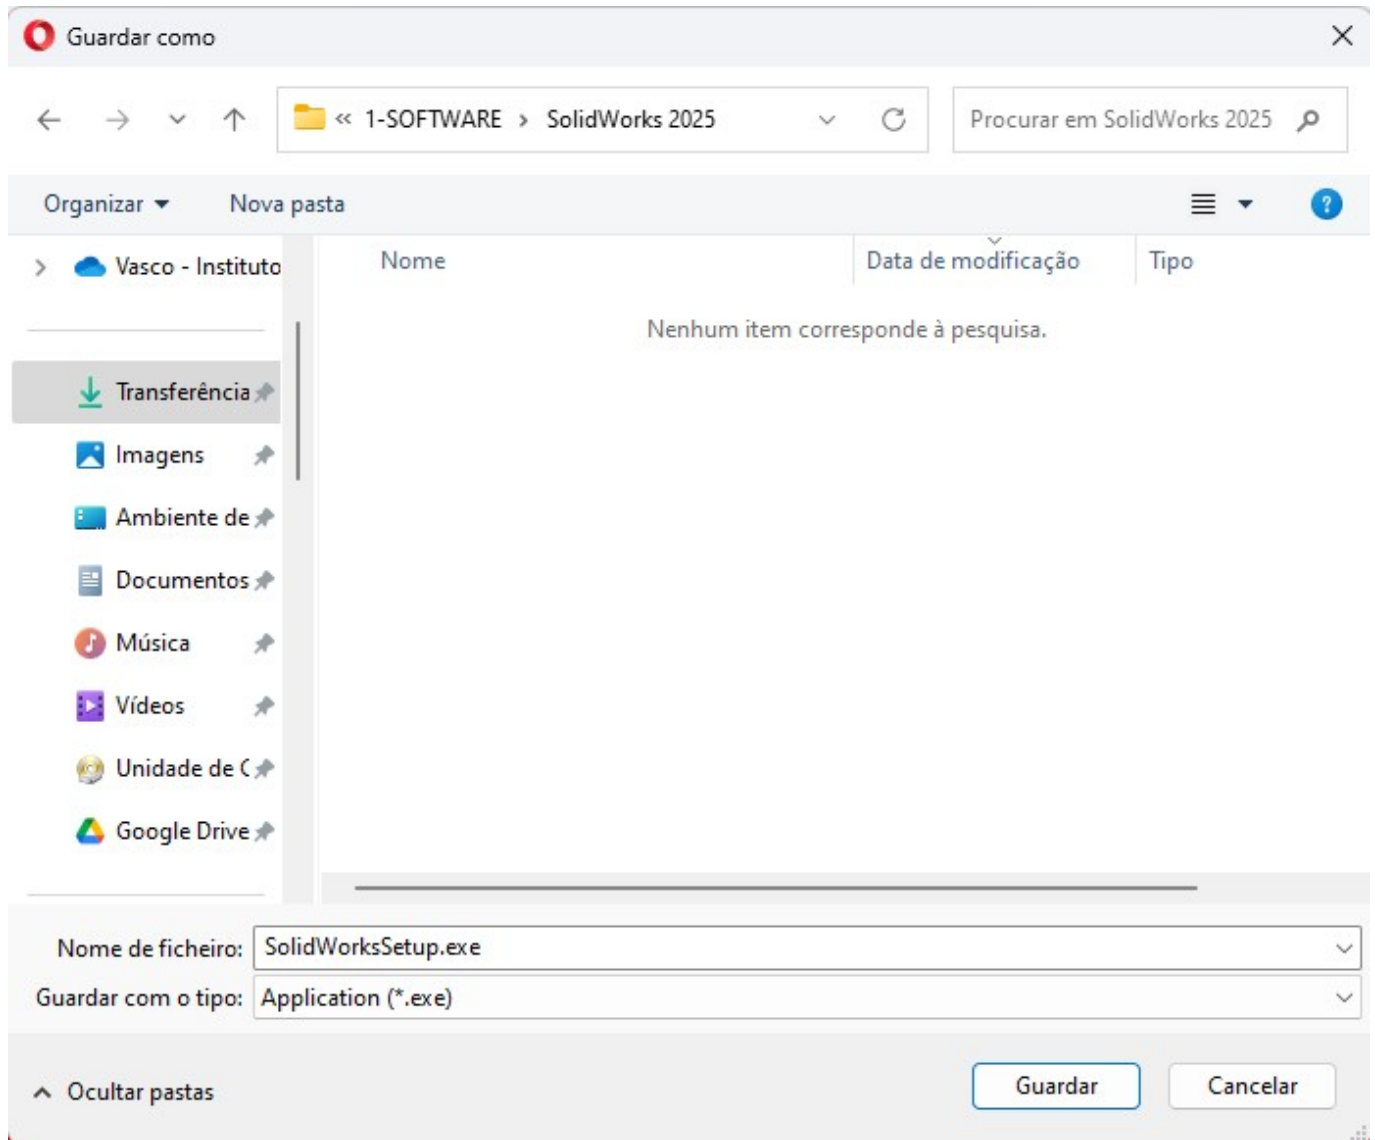 Guardar como
« 1-SOFTWARE > SolidWorks 2025
Procurar em SolidWorks 2025
Organizar
Nova pasta
Vasco - Instituto
Nome
Data de modificação
Tipo
Nenhum item corresponde à pesquisa.
Transferência
Imagens
Ambiente de
Documentos
Música
Vídeos
Unidade de C
Google Drive
Nome de ficheiro: SolidWorksSetup.exe
Guardar com o tipo: Application (*.exe)
Ocultar pastas
Guardar
Cancelar